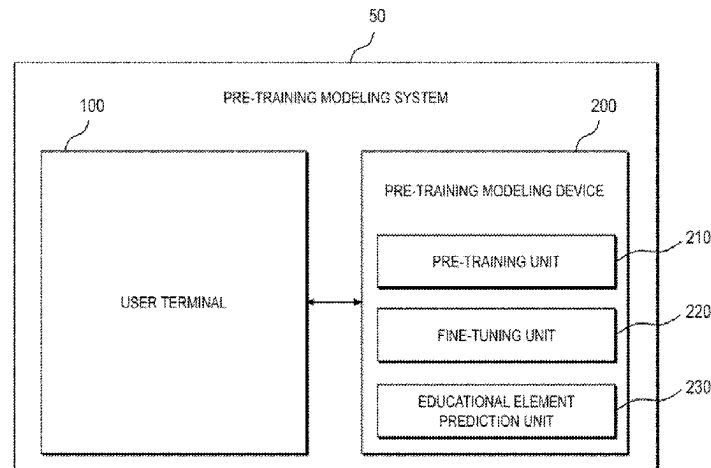 50
PRE-TRAINING MODELING SYSTEM
100
200
PRE-TRAINING MODELING DEVICE
210
PRE-TRAINING UNIT
USER TERMINAL
220
FINE-TUNING UNIT
230
EDUCATIONAL ELEMENT
PREDICTION UNIT